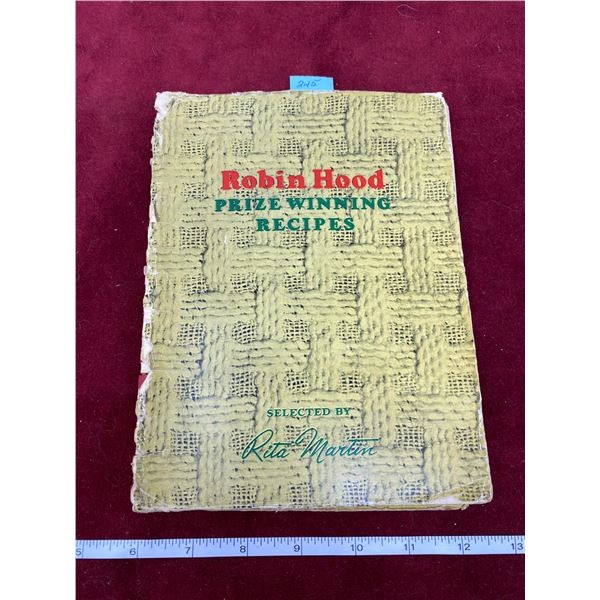 245
Robin Hood
PRIZE WINNING
RECIPES
SELECTED BY
Rita Martin
5 6 7 8 9 10 11 12 13